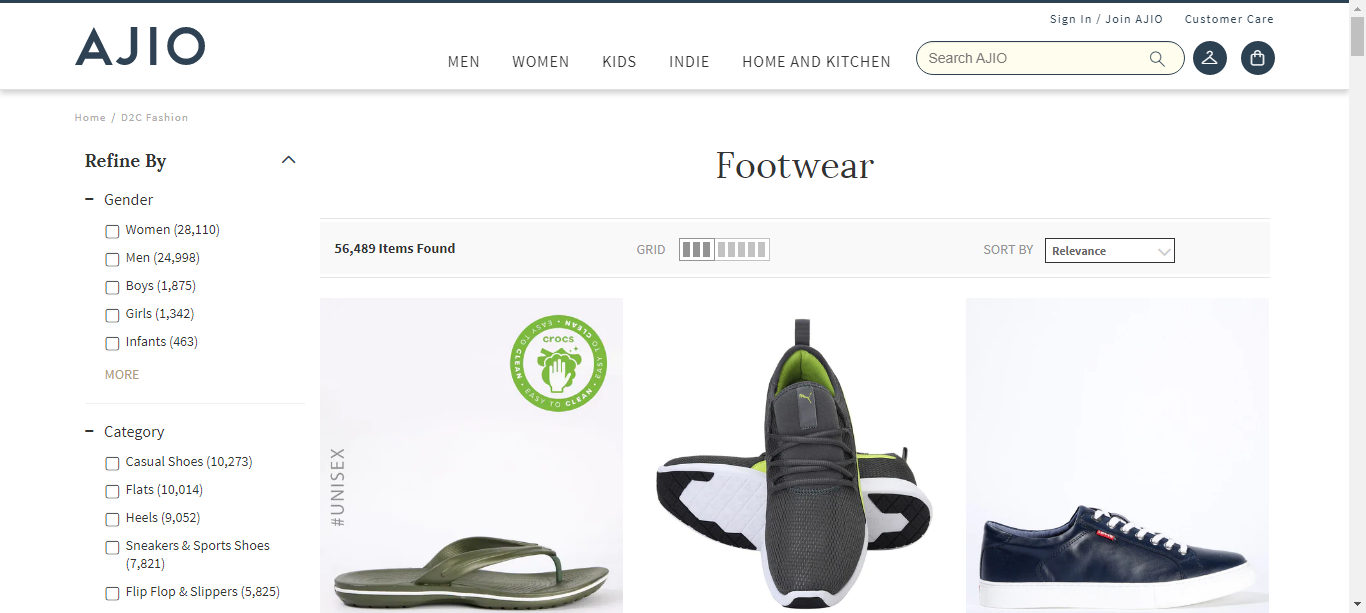 Sign In / Join AJIO
Customer Care
AJIO
MEN
WOMEN
KIDS
INDIE
HOME AND KITCHEN
Search AJIO
Home / D2C Fashion
Refine By
Footwear
Gender
Women (28,110)
Men (24,998)
Boys (1,875)
Girls (1,342)
Infants (463)
MORE
56,489 Items Found
GRID
SORT BY
Relevance
Category
Casual Shoes (10,273)
Flats (10,014)
Heels (9,052)
Sneakers & Sports Shoes
(7,821)
Flip Flop & Slippers (5,825)
crocs
EASY TO CLEAN • EASY TO CLEAN • EASY TO CLEAN •
#UNISEX